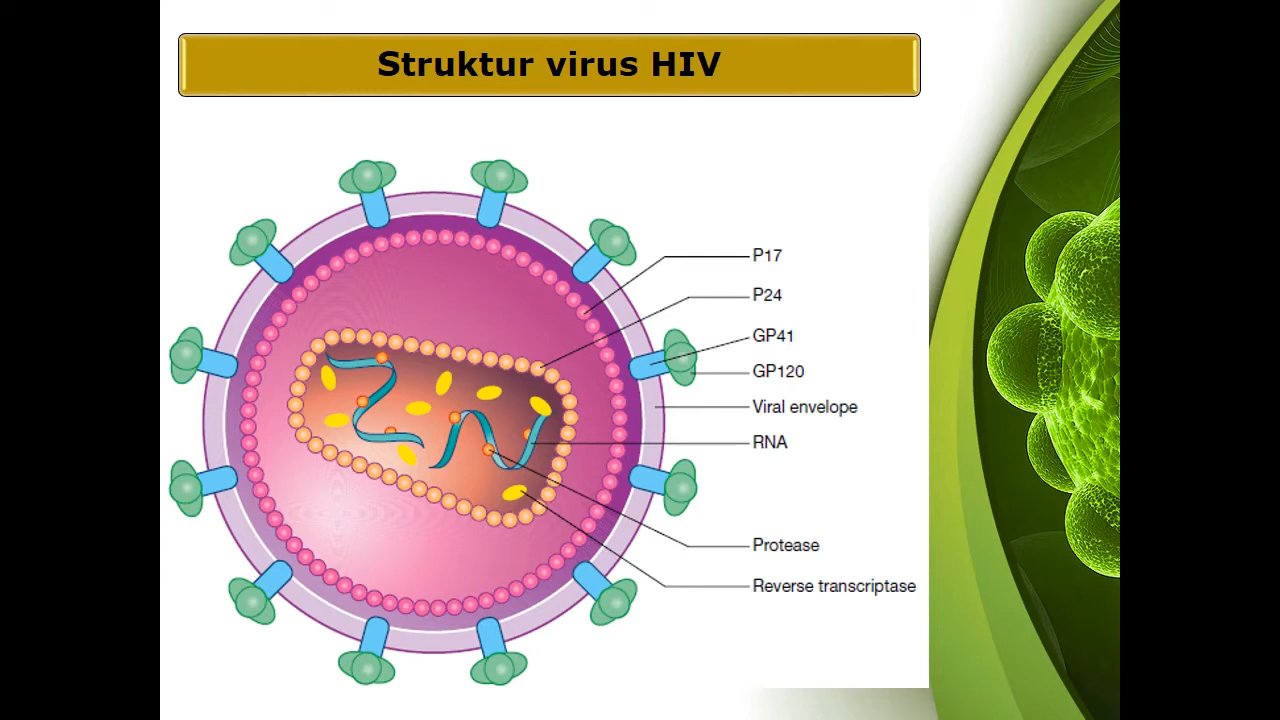 Struktur virus HIV
P17
P24
GP41
GP120
Viral envelope
RNA
Protease
Reverse transcriptase